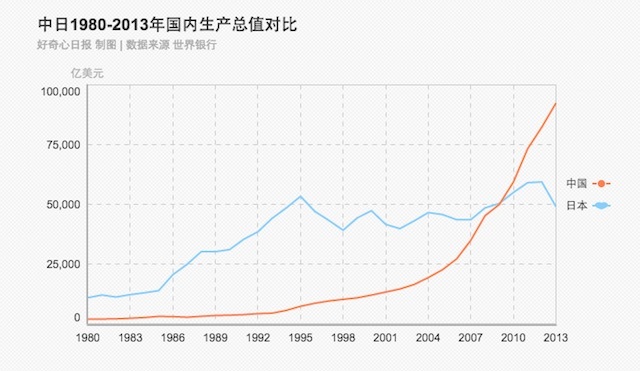 中日1980-2013年国内生产总值对比
好奇心日报 制图 | 数据来源 世界银行
亿美元
100,000
75,000
50,000
25,000
0
中国
日本
1980 1983 1986 1989 1992 1995 1998 2001 2004 2007 2010 2013